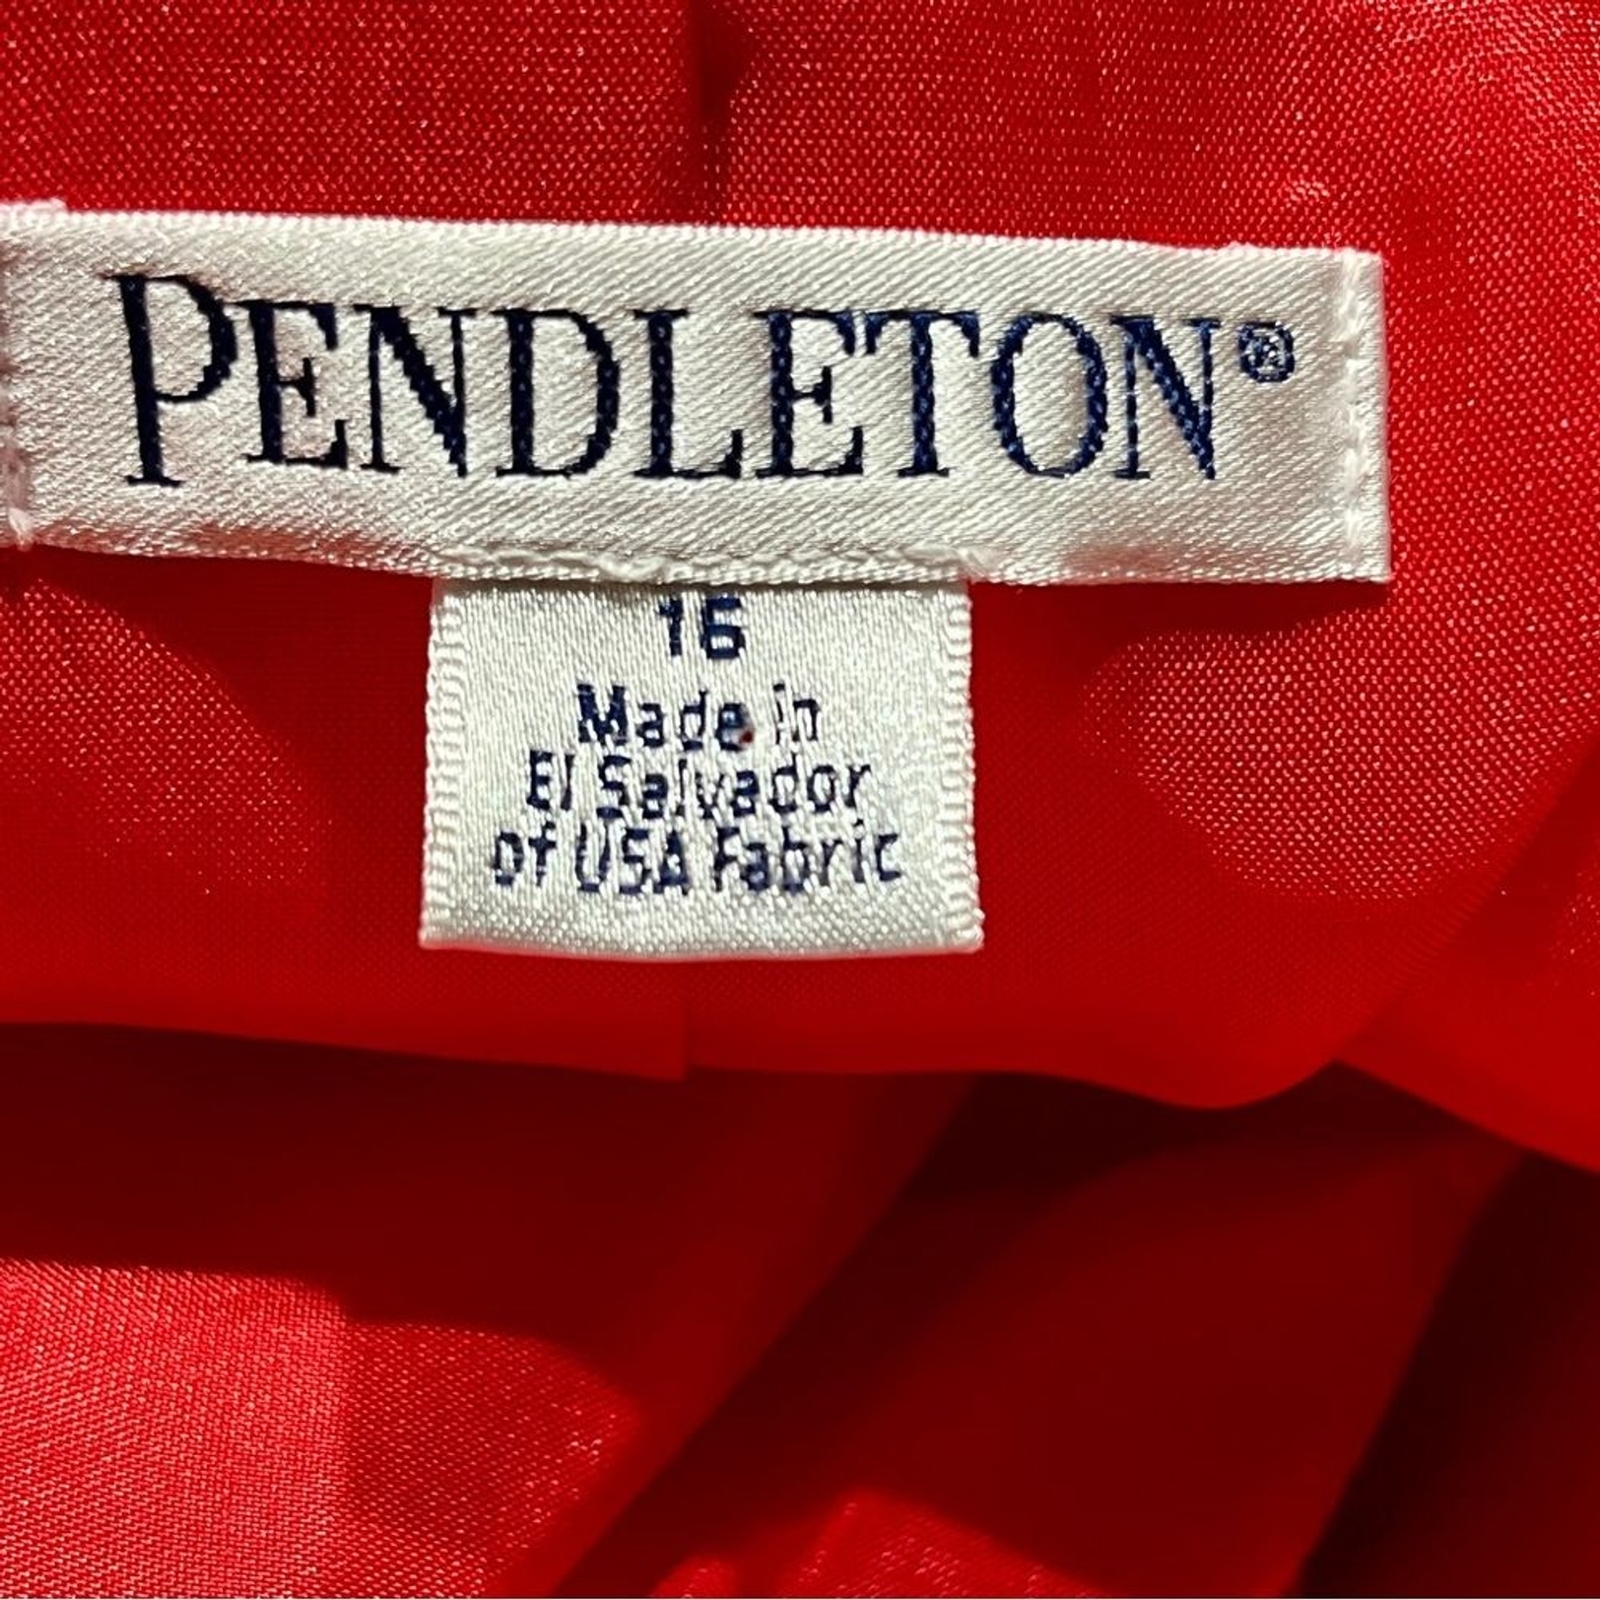 PENDLETON®
16
Made in
El Salvador
of USA Fabric